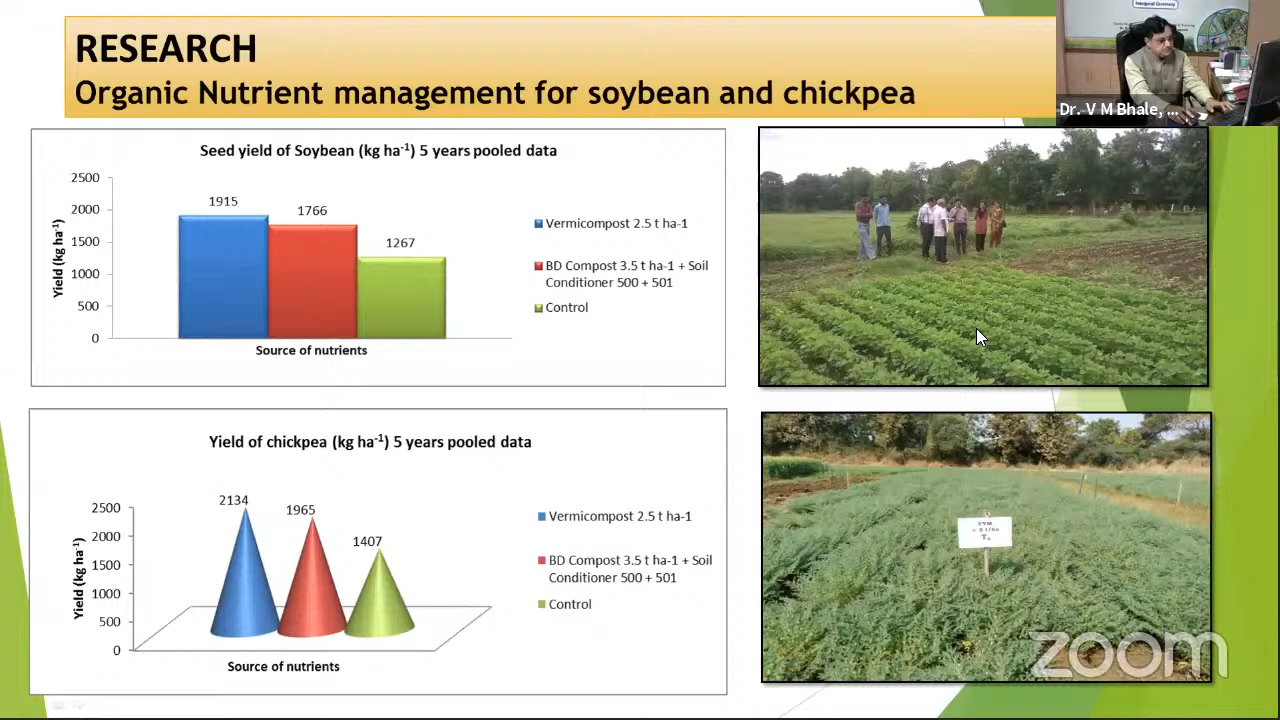 RESEARCH
Organic Nutrient management for soybean and chickpea
Inaugural Ceremony
Dr. V M Bhale, ...
Seed yield of Soybean (kg ha-1) 5 years pooled data
2500
2000
1500
1000
500
0
Yield (kg ha-1)
1915
1766
1267
Source of nutrients
Vermicompost 2.5 t ha-1
BD Compost 3.5 t ha-1 + Soil
Conditioner 500 + 501
Control
Yield of chickpea (kg ha-1) 5 years pooled data
2500
2000
1500
1000
500
0
Yield (kg ha-1)
2134
1965
1407
Source of nutrients
Vermicompost 2.5 t ha-1
BD Compost 3.5 t ha-1 + Soil
Conditioner 500 + 501
Control
FYM
zoom